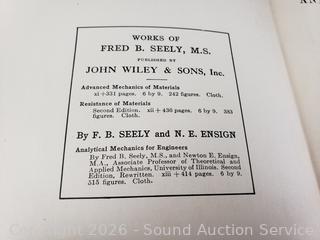 AN
WORKS OF
FRED B. SEELY, M.S.
PUBLISHED BY
JOHN WILEY & SONS, Inc.
Advanced Mechanics of Materials
xi+331 pages. 6 by 9. 242 figures. Cloth.
Resistance of Materials
Second Edition. xii+436 pages. 6 by 9. 383
figures. Cloth.
By F. B. SEELY and N. E. ENSIGN
Analytical Mechanics for Engineers
By Fred B. Seely, M.S., and Newton E. Ensign,
M.A., Associate Professor of Theoretical and
Applied Mechanics, University of Illinois. Second
Edition, Rewritten. xiii+414 pages. 6 by 9.
515 figures. Cloth.
Copyright 2026 - Sound Auction Service